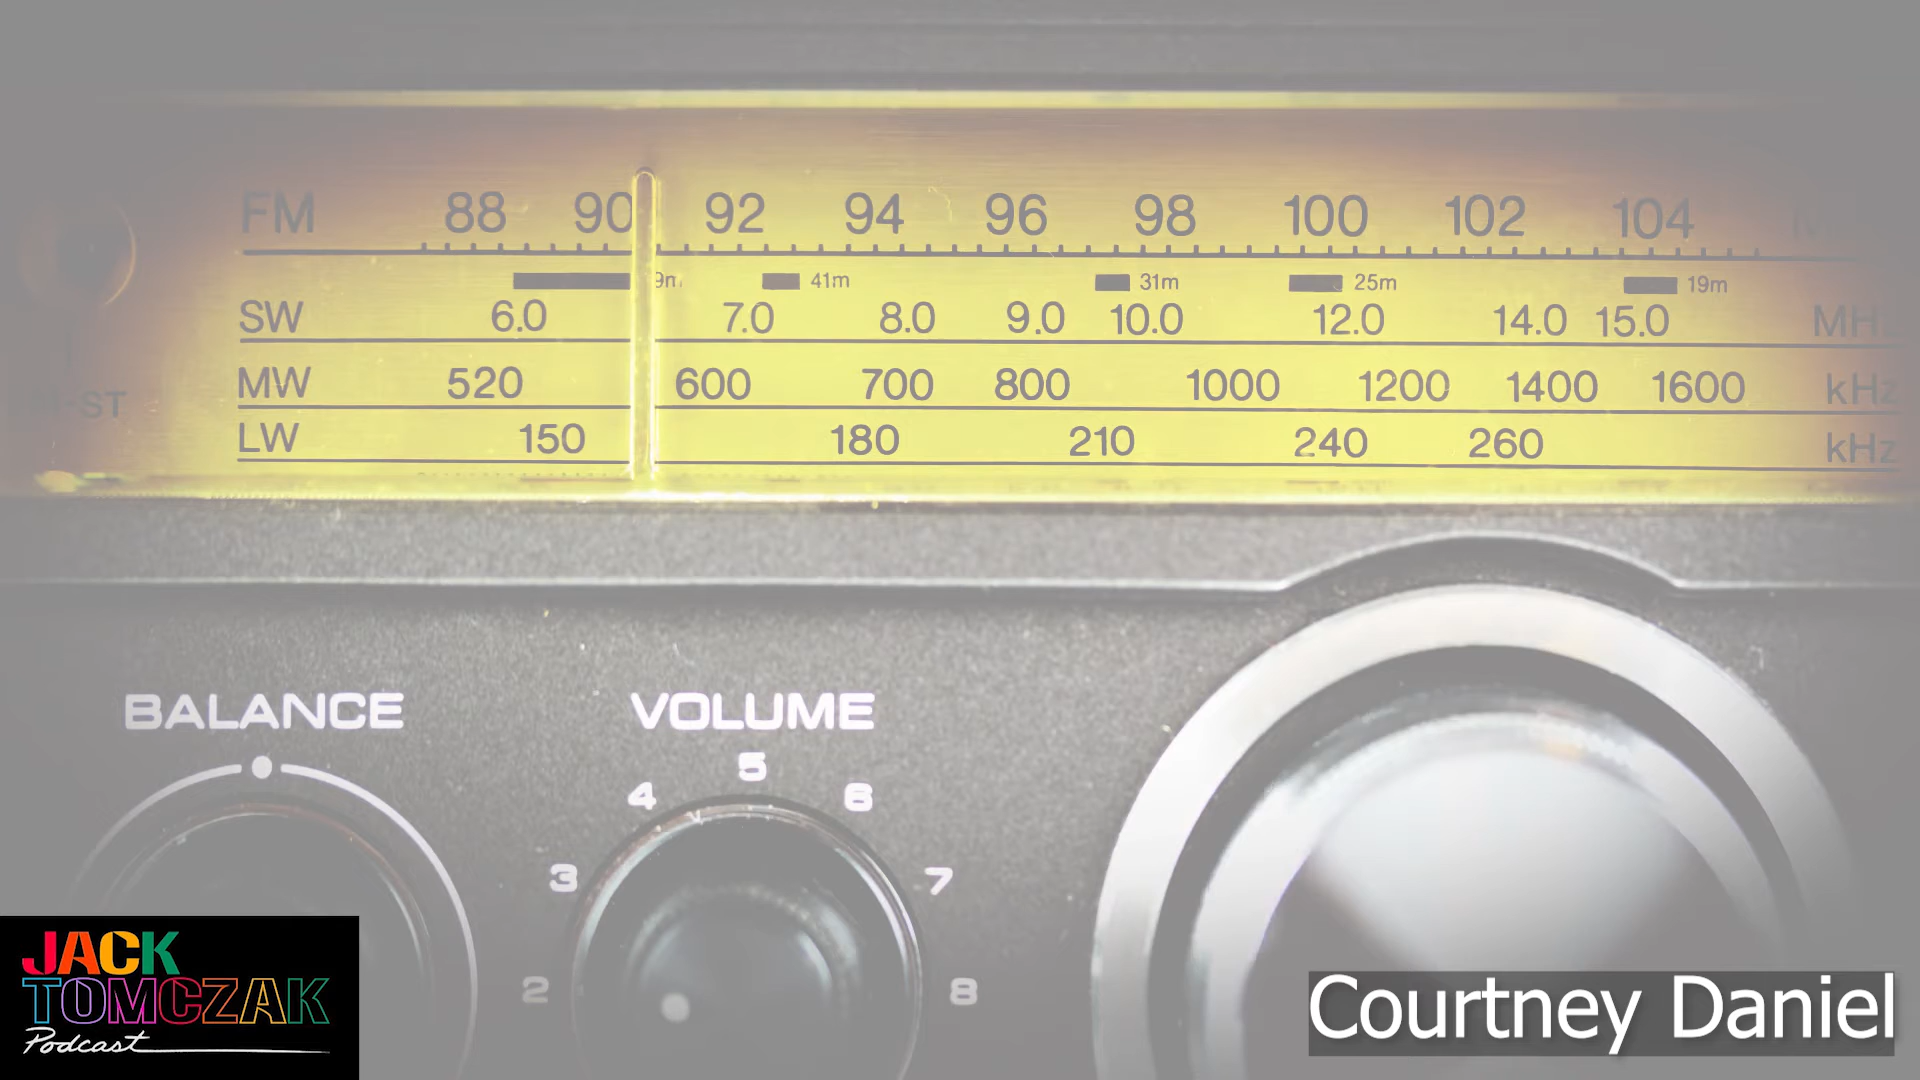 FM 88 90 92 94 96 98 100 102 104
41m 31m 25m 19m
SW 6.0 7.0 8.0 9.0 10.0 12.0 14.0 15.0 MHz
MW 520 600 700 800 1000 1200 1400 1600 kHz
-ST
LW 150 180 210 240 260 kHz
BALANCE VOLUME
5
4 6
3 7
2 8
JACK
TOMCZAK
Podcast
Courtney Daniel